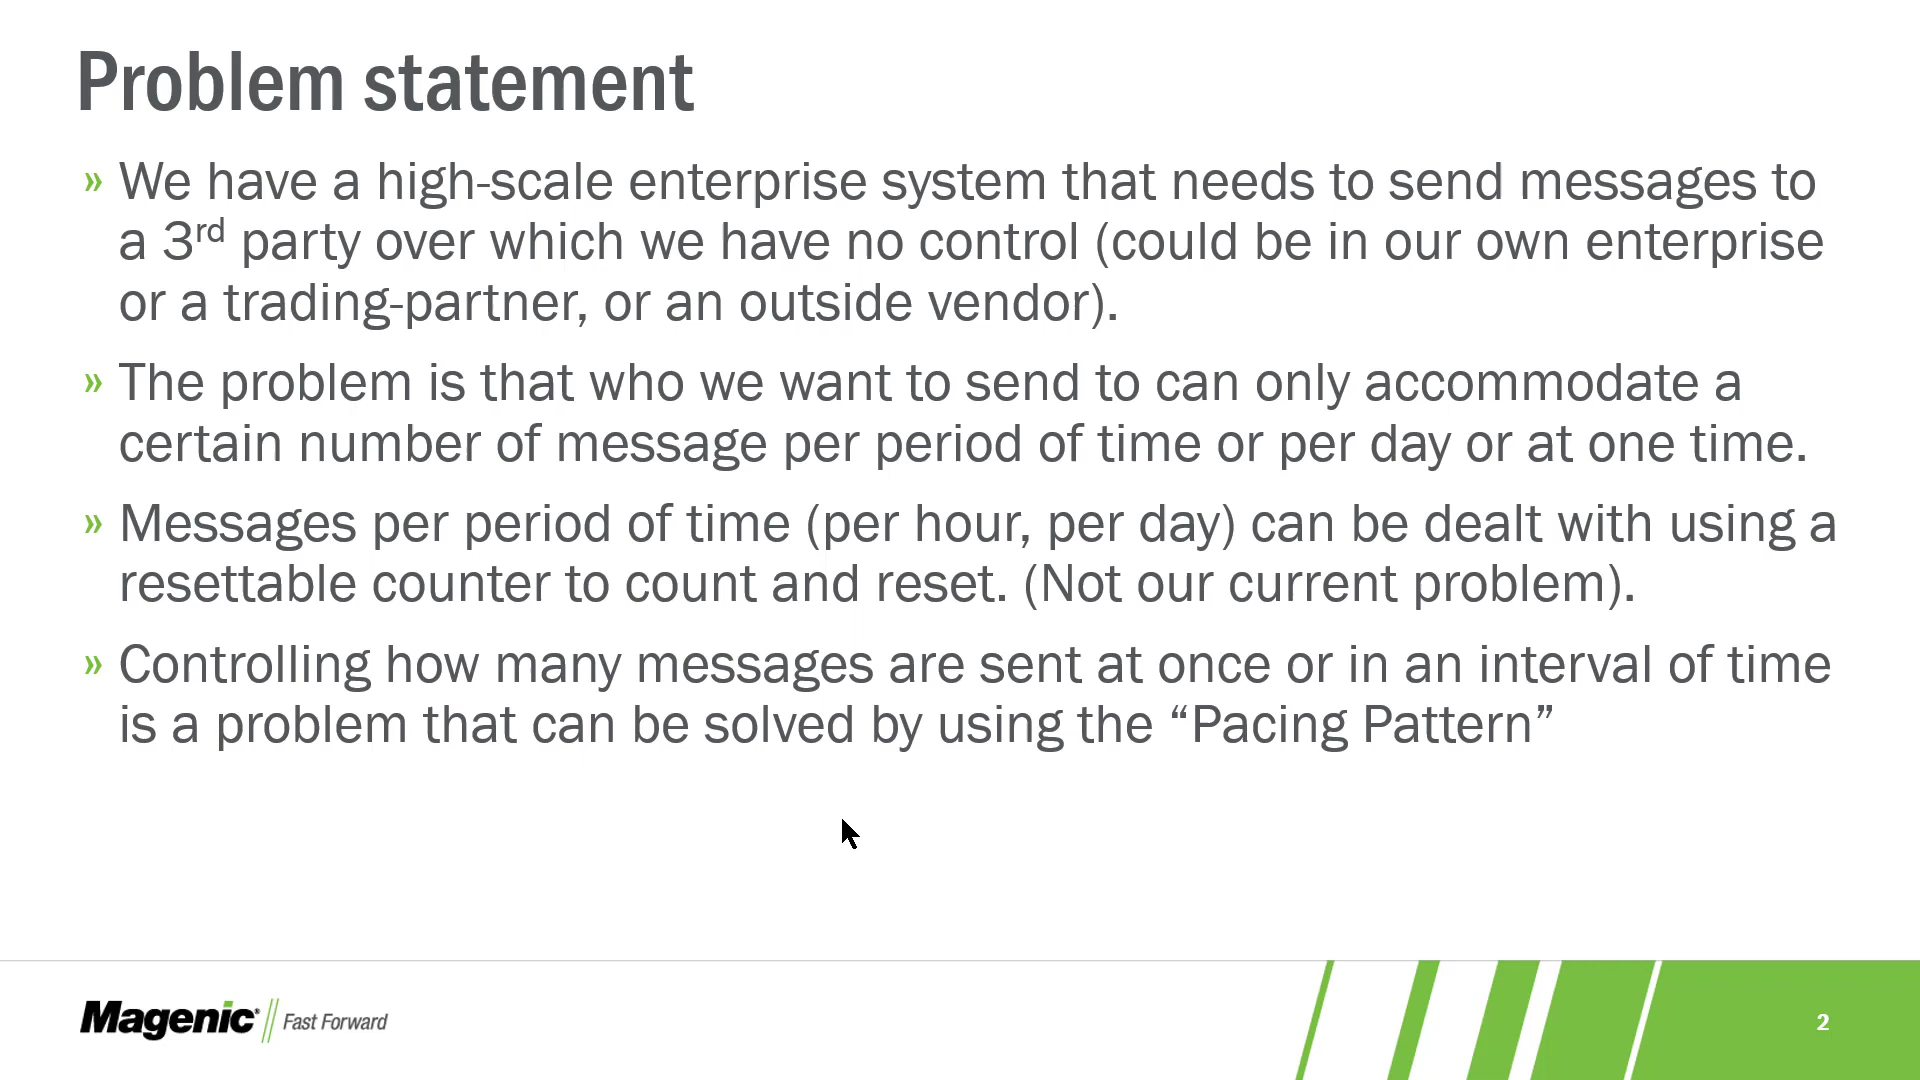 Problem statement
» We have a high-scale enterprise system that needs to send messages to
a 3rd party over which we have no control (could be in our own enterprise
or a trading-partner, or an outside vendor).
» The problem is that who we want to send to can only accommodate a
certain number of message per period of time or per day or at one time.
» Messages per period of time (per hour, per day) can be dealt with using a
resettable counter to count and reset. (Not our current problem).
» Controlling how many messages are sent at once or in an interval of time
is a problem that can be solved by using the “Pacing Pattern”
Magenic Fast Forward
2